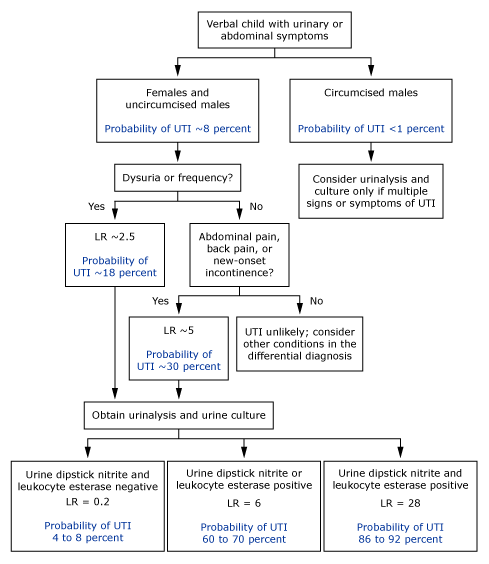 Verbal child with urinary or
abdominal symptoms
Females and
uncircumcised males
Probability of UTI ~8 percent
Circumcised males
Probability of UTI <1 percent
Dysuria or frequency?
Consider urinalysis and
culture only if multiple
signs or symptoms of UTI
Yes
No
LR ~2.5
Probability of
UTI ~18 percent
Abdominal pain,
back pain, or
new-onset
incontinence?
Yes
No
LR ~5
Probability of
UTI ~30 percent
UTI unlikely; consider
other conditions in the
differential diagnosis
Obtain urinalysis and urine culture
Urine dipstick nitrite and
leukocyte esterase negative
LR = 0.2
Probability of UTI
4 to 8 percent
Urine dipstick nitrite or
leukocyte esterase positive
LR = 6
Probability of UTI
60 to 70 percent
Urine dipstick nitrite and
leukocyte esterase positive
LR = 28
Probability of UTI
86 to 92 percent